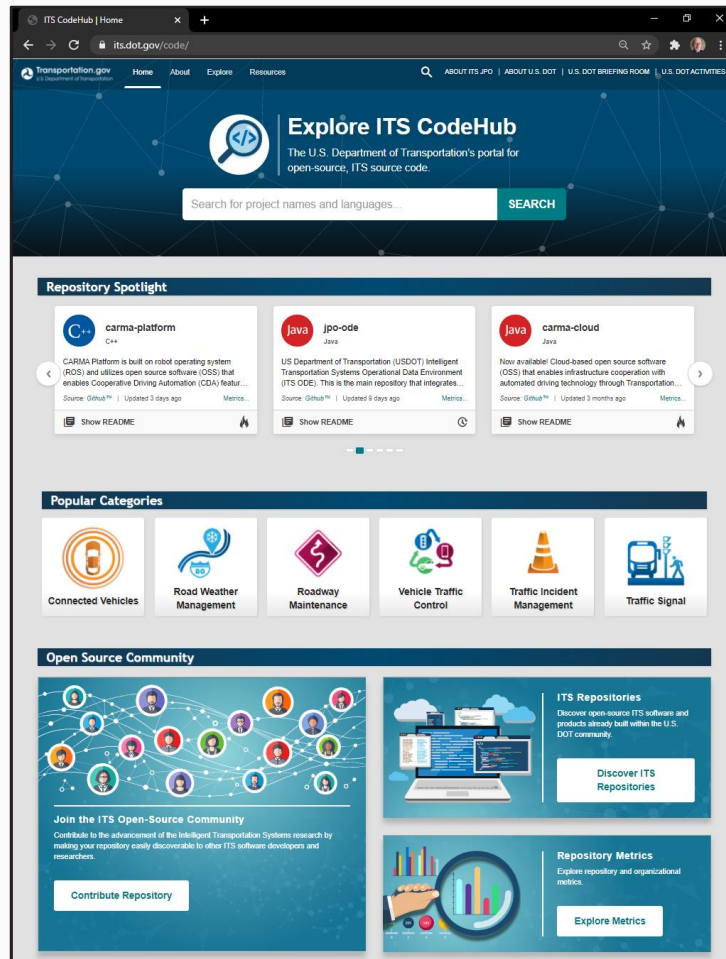 ITS CodeHub | Home
its.dot.gov/code/
Transportation.gov
U.S. Department of Transportation
Home About Explore Resources
ABOUT ITS JPO | ABOUT U.S. DOT | U.S. DOT BRIEFING ROOM | U.S. DOT ACTIVITIES
Explore ITS CodeHub
The U.S. Department of Transportation's portal for
open-source, ITS source code.
Search for project names and languages...
SEARCH
Repository Spotlight
C++
carma-platform
C++
CARMA Platform is built on robot operating system
(ROS) and utilizes open source software (OSS) that
enables Cooperative Driving Automation (CDA) featur...
Source: Github™ | Updated 3 days ago Metrics...
Show README
Java
jpo-ode
Java
US Department of Transportation (USDOT) Intelligent
Transportation Systems Operational Data Environment
(ITS ODE). This is the main repository that integrates...
Source: Github™ | Updated 9 days ago Metrics...
Show README
Java
carma-cloud
Java
Now available! Cloud-based open source software
(OSS) that enables infrastructure cooperation with
automated driving technology through Transportation...
Source: Github™ | Updated 3 months ago Metrics...
Show README
Popular Categories
Connected Vehicles
80
Road Weather
Management
Roadway
Maintenance
Vehicle Traffic
Control
Traffic Incident
Management
Traffic Signal
Open Source Community
Join the ITS Open-Source Community
Contribute to the advancement of the Intelligent Transportation Systems research by
making your repository easily discoverable to other ITS software developers and
researchers.
Contribute Repository
ITS Repositories
Discover open-source ITS software and
products already built within the U.S.
DOT community.
Discover ITS
Repositories
Repository Metrics
Explore repository and organizational
metrics.
Explore Metrics